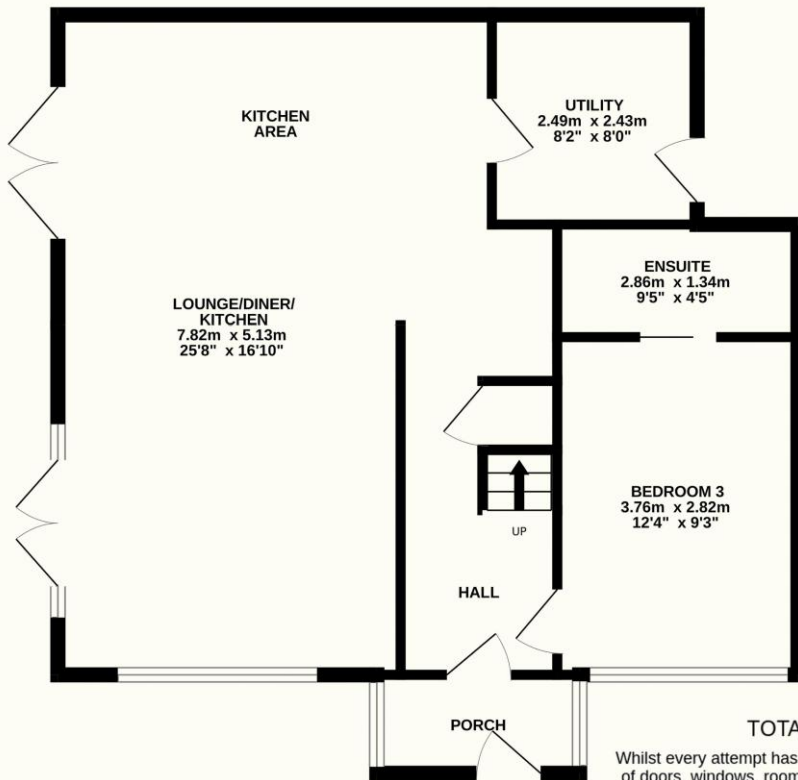 KITCHEN
AREA
UTILITY
2.49m x 2.43m
8'2" x 8'0"
ENSUITE
2.86m x 1.34m
9'5" x 4'5"
LOUNGE/DINER/
KITCHEN
7.82m x 5.13m
25'8" x 16'10"
BEDROOM 3
3.76m x 2.82m
12'4" x 9'3"
UP
HALL
PORCH
Whilst every attempt has
of doors, windows, room